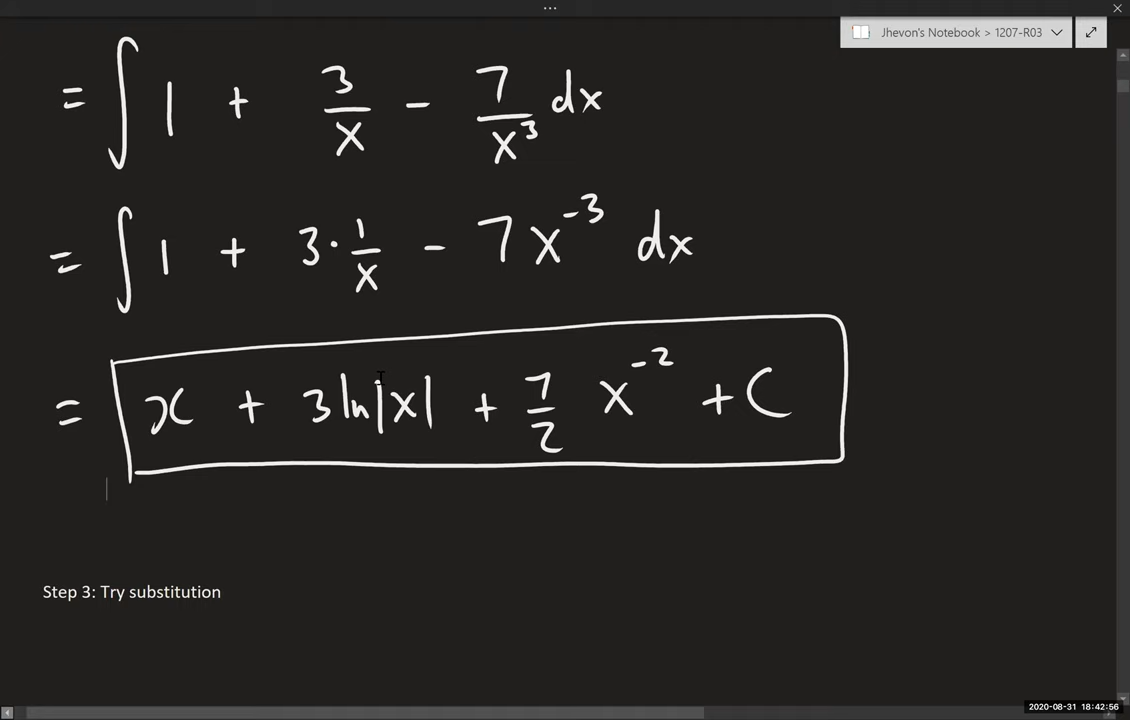 Jhevon's Notebook > 1207-R03
= ∫ 1 + 3/x - 7/x³ dx
= ∫ 1 + 3·1/x - 7x⁻³ dx
= x + 3ln|x| + 7/2 x⁻² + C
Step 3: Try substitution
2020-08-31 18:42:56